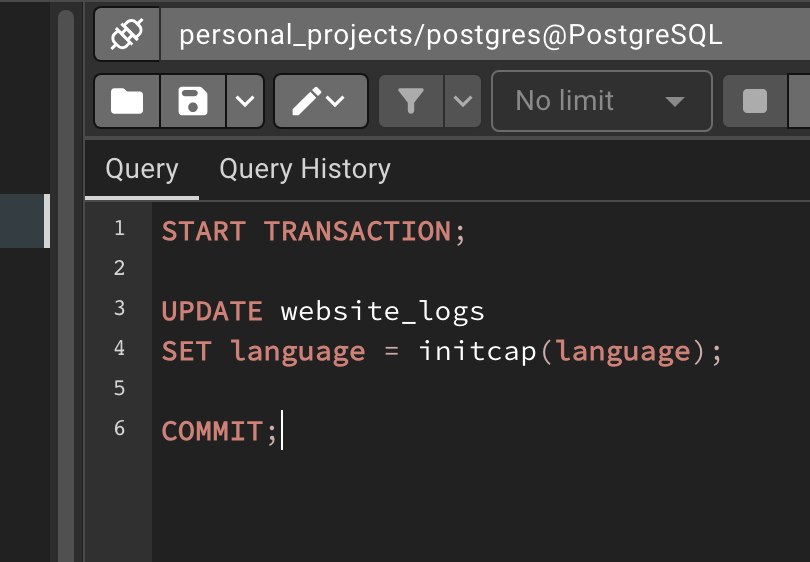 personal_projects/postgres@PostgreSQL
No limit
Query Query History
1 START TRANSACTION;
2
3 UPDATE website_logs
4 SET language = initcap(language);
5
6 COMMIT;